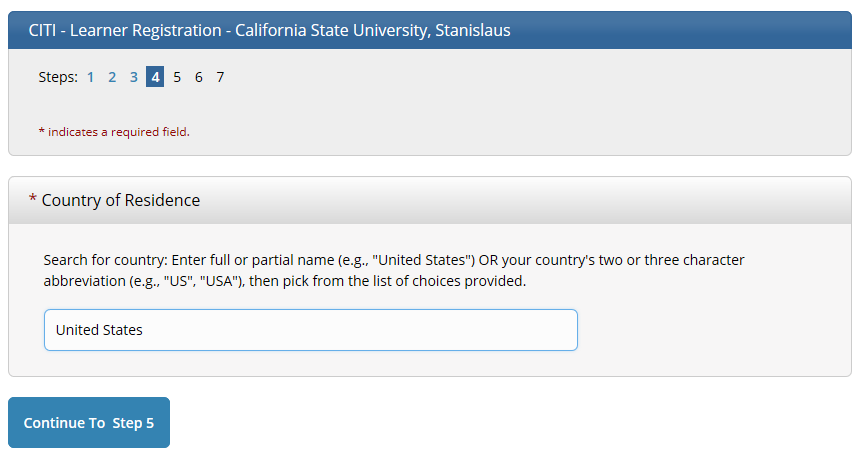 CITI - Learner Registration - California State University, Stanislaus
Steps: 1 2 3 4 5 6 7
* indicates a required field.
* Country of Residence
Search for country: Enter full or partial name (e.g., "United States") OR your country's two or three character
abbreviation (e.g., "US", "USA"), then pick from the list of choices provided.
United States
Continue To Step 5